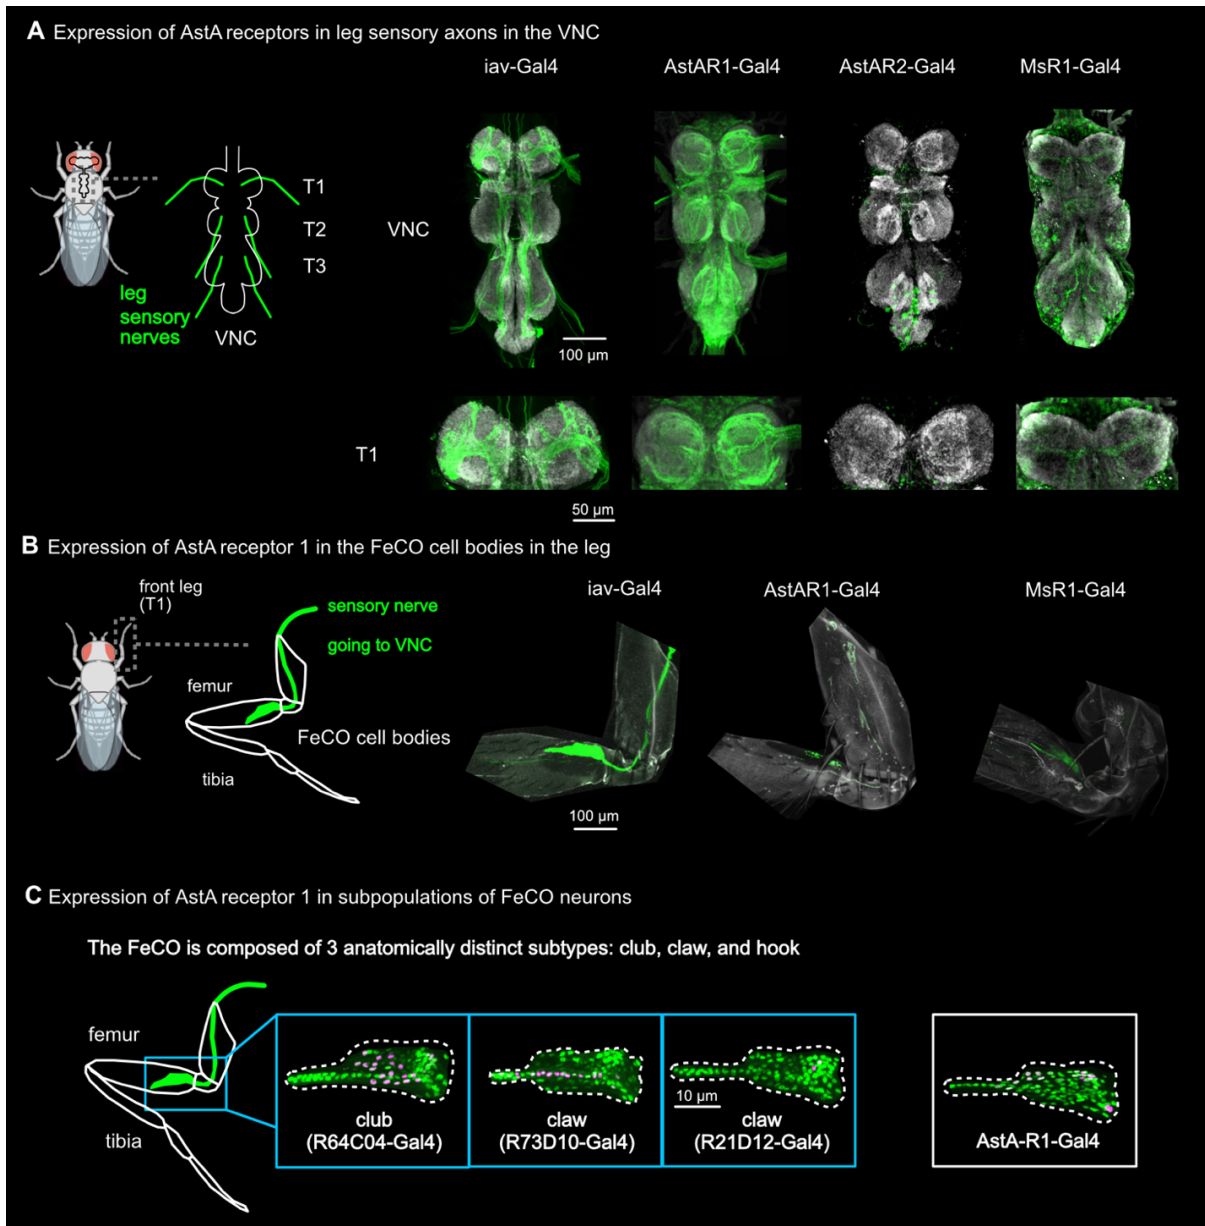 A Expression of AstA receptors in leg sensory axons in the VNC
iav-Gal4
AstAR1-Gal4
AstAR2-Gal4
MsR1-Gal4
T1
T2
T3
leg
sensory
nerves
VNC
VNC
100 µm
T1
50 µm
B Expression of AstA receptor 1 in the FeCO cell bodies in the leg
front leg
(T1)
sensory nerve
going to VNC
femur
FeCO cell bodies
tibia
iav-Gal4
AstAR1-Gal4
MsR1-Gal4
100 µm
C Expression of AstA receptor 1 in subpopulations of FeCO neurons
The FeCO is composed of 3 anatomically distinct subtypes: club, claw, and hook
femur
tibia
club
(R64C04-Gal4)
claw
(R73D10-Gal4)
10 µm
claw
(R21D12-Gal4)
AstA-R1-Gal4